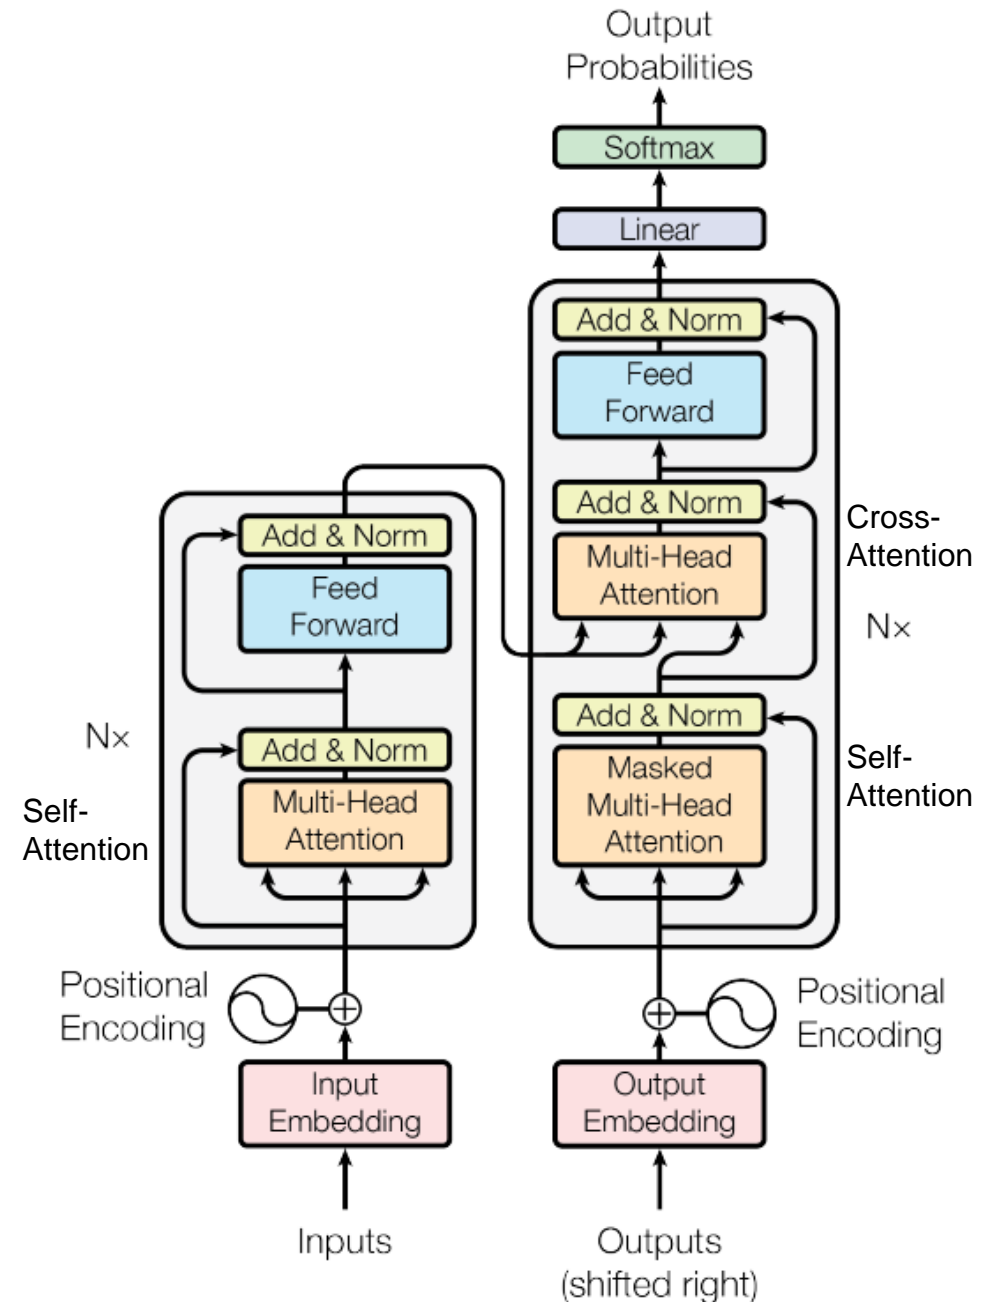 Output
Probabilities
Softmax
Linear
Add & Norm
Feed
Forward
Add & Norm
Multi-Head
Attention
Cross-
Attention
N×
Add & Norm
Masked
Multi-Head
Attention
Self-
Attention
Add & Norm
Feed
Forward
N×
Add & Norm
Multi-Head
Attention
Self-
Attention
Positional
Encoding
Positional
Encoding
Input
Embedding
Output
Embedding
Inputs
Outputs
(shifted right)